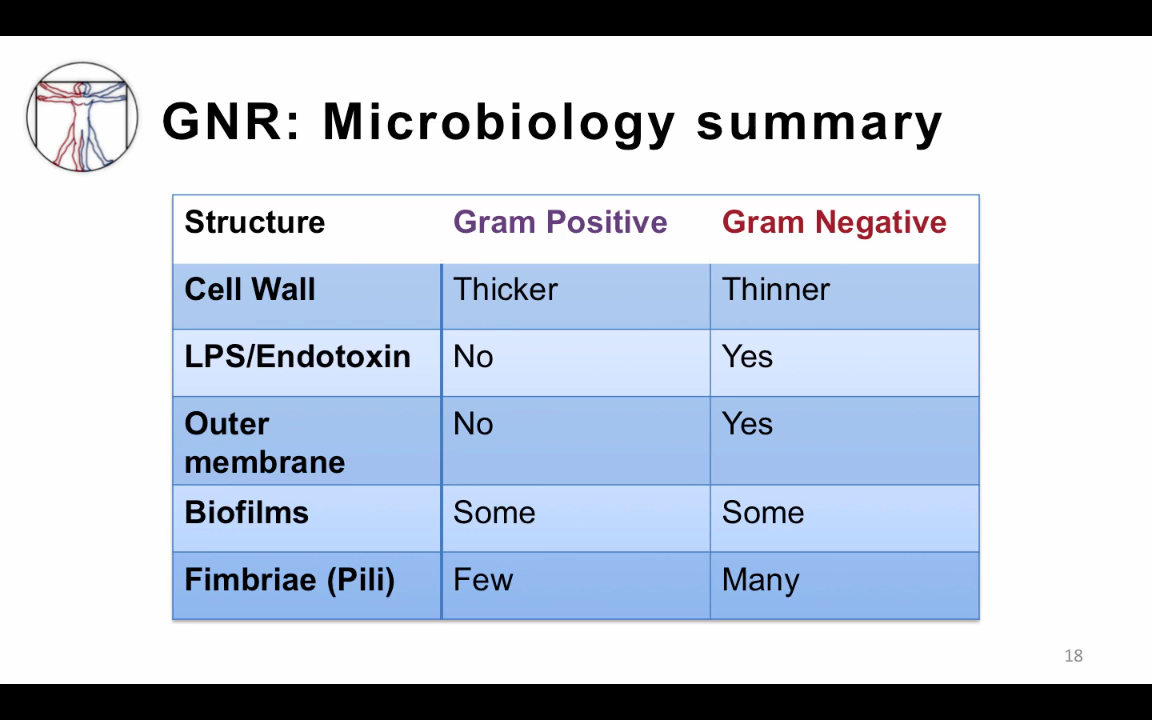 GNR: Microbiology summary
Structure Gram Positive Gram Negative
Cell Wall Thicker Thinner
LPS/Endotoxin No Yes
Outer No Yes
membrane
Biofilms Some Some
Fimbriae (Pili) Few Many
18